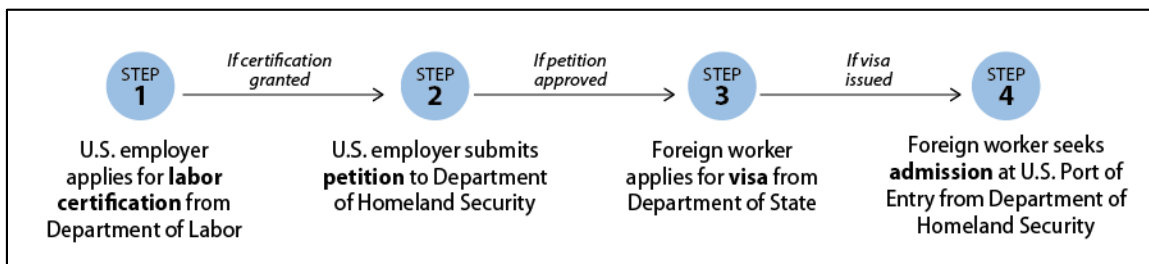 STEP
1
If certification
granted
STEP
2
If petition
approved
STEP
3
If visa
issued
STEP
4
U.S. employer
applies for labor
certification from
Department of Labor
U.S. employer submits
petition to Department
of Homeland Security
Foreign worker
applies for visa from
Department of State
Foreign worker seeks
admission at U.S. Port of
Entry from Department of
Homeland Security